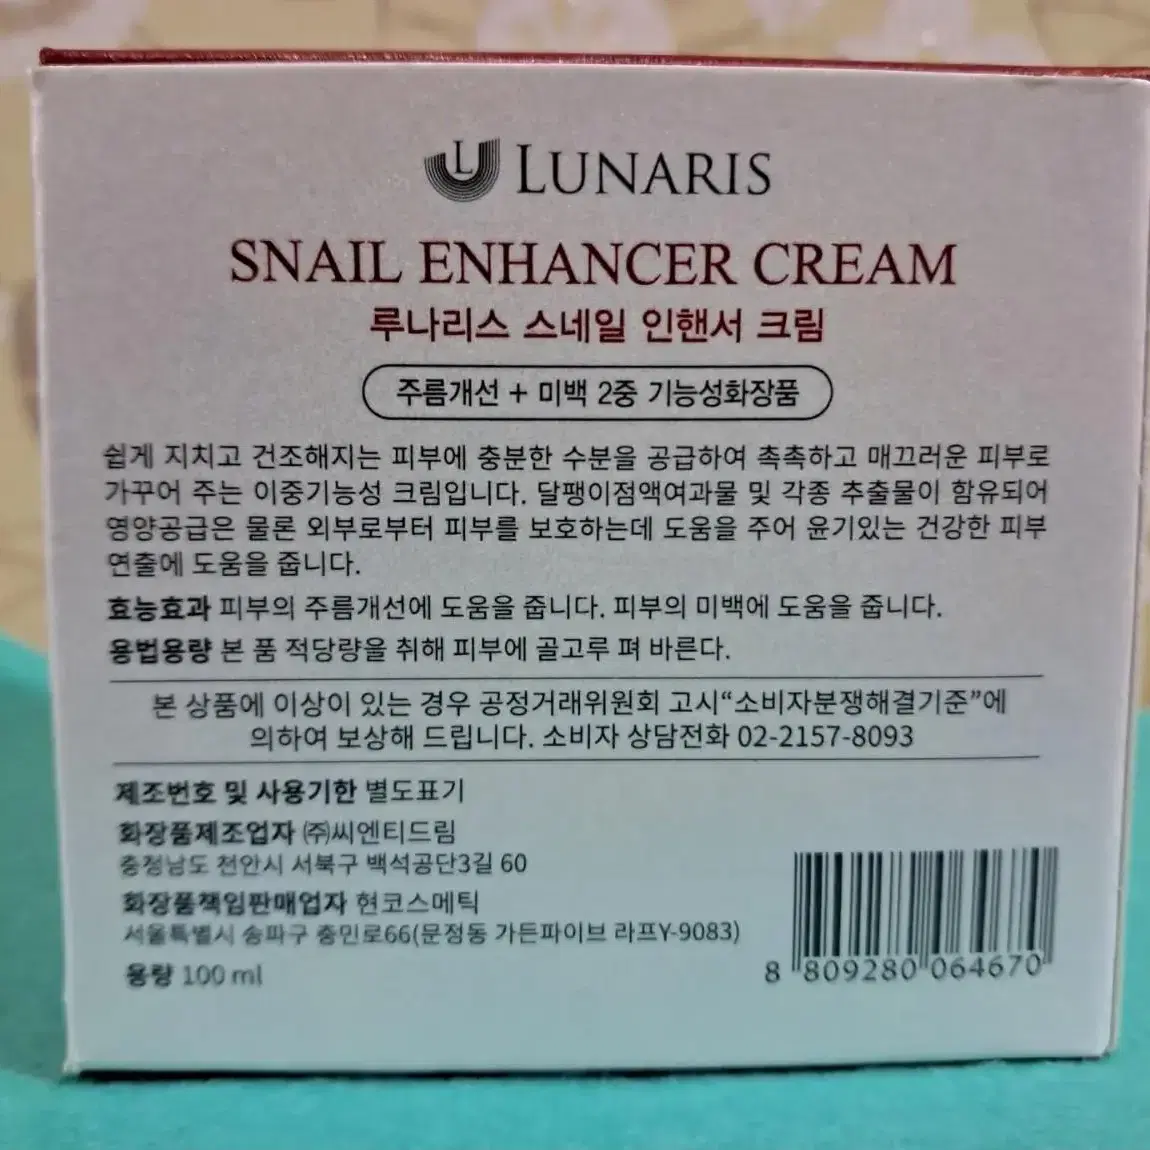 L LUNARIS
SNAIL ENHANCER CREAM
루나리스 스네일 인핸서 크림
주름개선 + 미백 2중 기능성화장품
쉽게 지치고 건조해지는 피부에 충분한 수분을 공급하여 촉촉하고 매끄러운 피부로
가꾸어 주는 이중기능성 크림입니다. 달팽이점액여과물 및 각종 추출물이 함유되어
영양공급은 물론 외부로부터 피부를 보호하는데 도움을 주어 윤기있는 건강한 피부
연출에 도움을 줍니다.
효능효과 피부의 주름개선에 도움을 줍니다. 피부의 미백에 도움을 줍니다.
용법용량 본 품 적당량을 취해 피부에 골고루 펴 바른다.
본 상품에 이상이 있는 경우 공정거래위원회 고시“소비자분쟁해결기준”에
의하여 보상해 드립니다. 소비자 상담전화 02-2157-8093
제조번호 및 사용기한 별도표기
화장품제조업자 ㈜씨엔티드림
충청남도 천안시 서북구 백석공단3길 60
화장품책임판매업자 현코스메틱
서울특별시 송파구 충민로66(문정동 가든파이브 라프Y-9083)
용량 100 ml
8 809280 064670